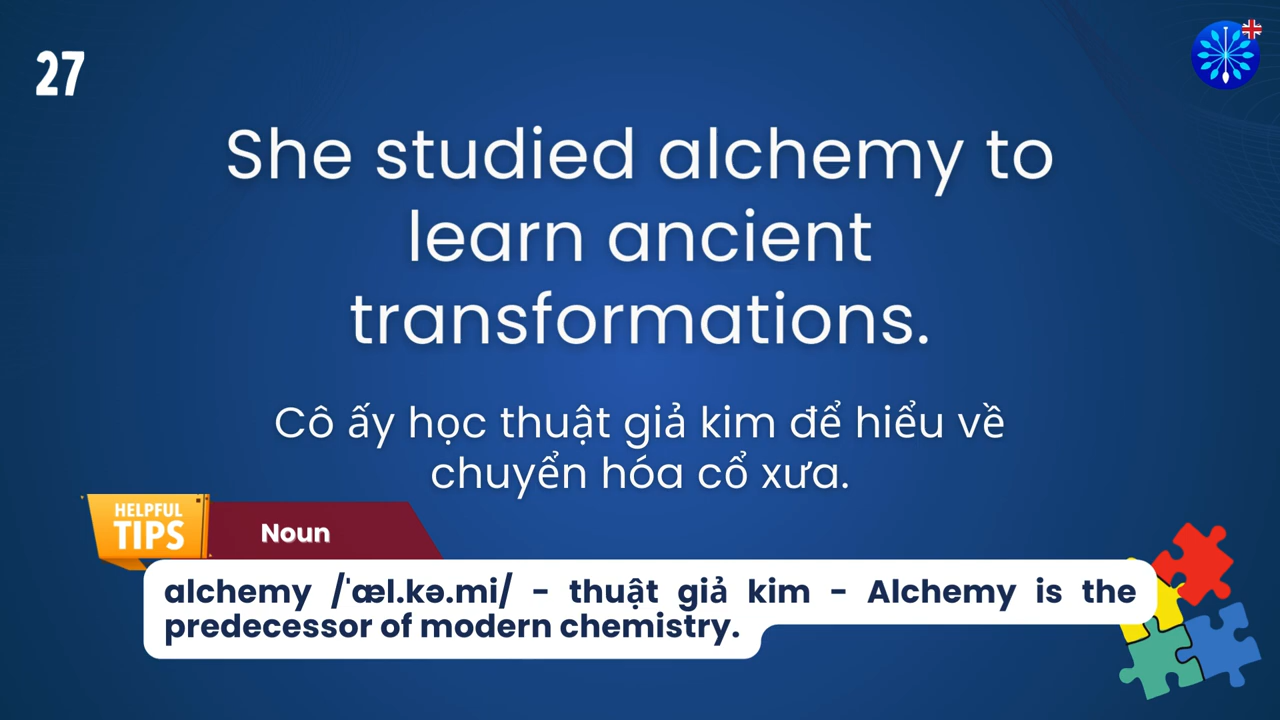 27
She studied alchemy to
learn ancient
transformations.
Cô ấy học thuật giả kim để hiểu về
chuyển hóa cổ xưa.
HELPFUL
TIPS
Noun
alchemy /ˈæl.kə.mi/ - thuật giả kim - Alchemy is the
predecessor of modern chemistry.